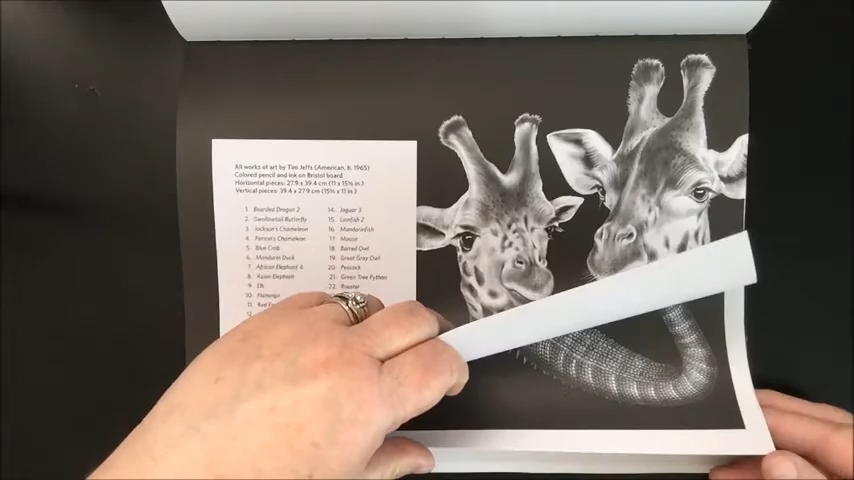 All works of art by Tim Jeffs (American, b. 1965)
Colored pencil and ink on Bristol board
Horizontal pieces: 27.9 x 39.4 cm (11 x 15½ in.)
Vertical pieces: 39.4 x 27.9 cm (15½ x 11 in.)
1. Bearded Dragon 2
2. Swallowtail Butterfly
3. Jackson's Chameleon
4. Parson's Chameleon
5. Blue Crab
6. Mandarin Duck
7. African Elephant 4
8. Asian Elephant
9. Elk
10. Flamingo
11. Red
14. Jaguar 3
15. Lionfish 2
16. Mandarinfish
17. Moose
18. Barred Owl
19. Great Gray Owl
20. Peacock
21. Green Tree Python
22. Rooster